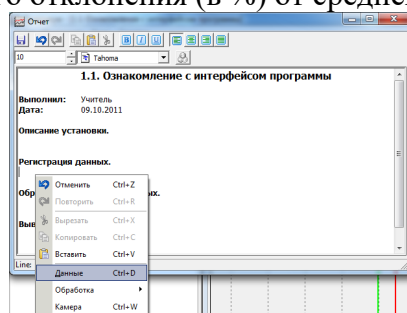 о отклонения (в %) от средне
Отчет
Ж К Ч
10 Tahoma
1.1. Ознакомление с интерфейсом программы
Выполнил: Учитель
Дата: 09.10.2011
Описание установки.
Регистрация данных.
Обр
ых.
Выв
Line:
Отменить Ctrl+Z
Повторить Ctrl+R
Вырезать Ctrl+X
Копировать Ctrl+C
Вставить Ctrl+V
Данные Ctrl+D
Обработка
Камера Ctrl+W